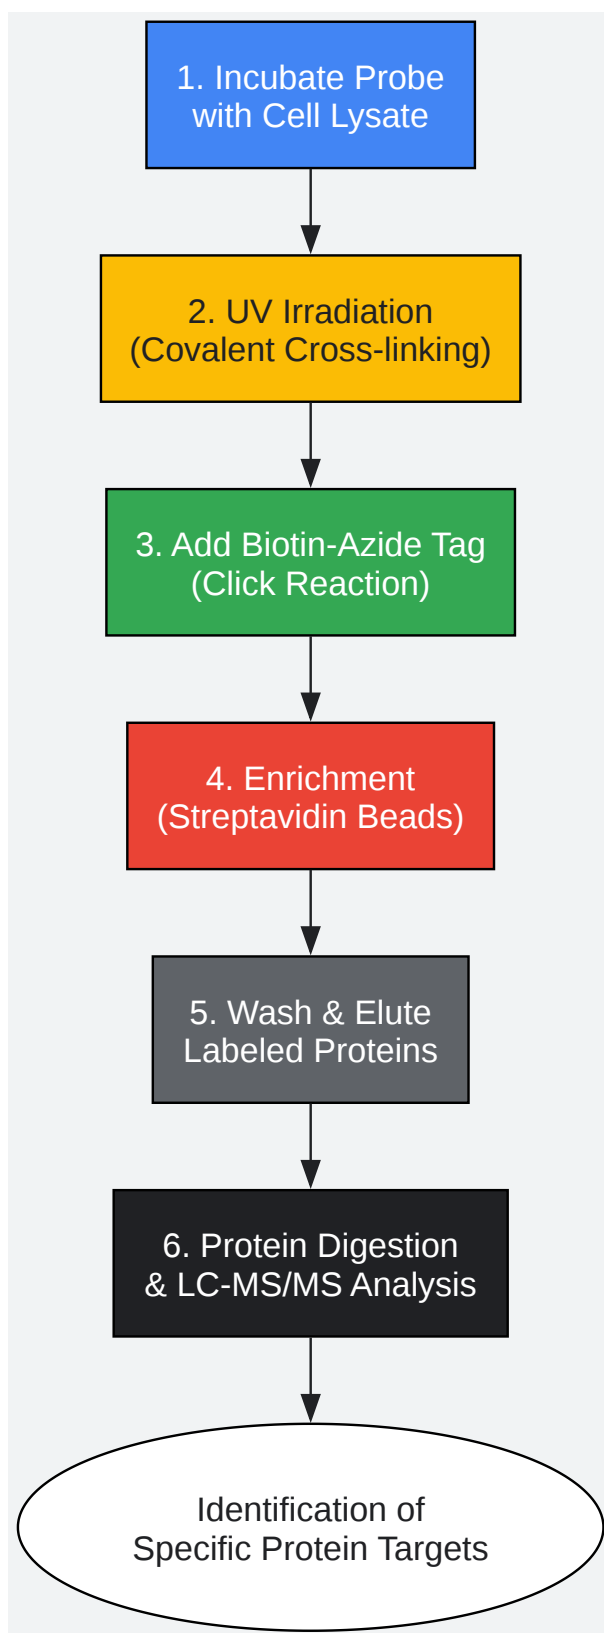 1. Incubate Probe
with Cell Lysate
2. UV Irradiation
(Covalent Cross-linking)
3. Add Biotin-Azide Tag
(Click Reaction)
4. Enrichment
(Streptavidin Beads)
5. Wash & Elute
Labeled Proteins
6. Protein Digestion
& LC-MS/MS Analysis
Identification of
Specific Protein Targets